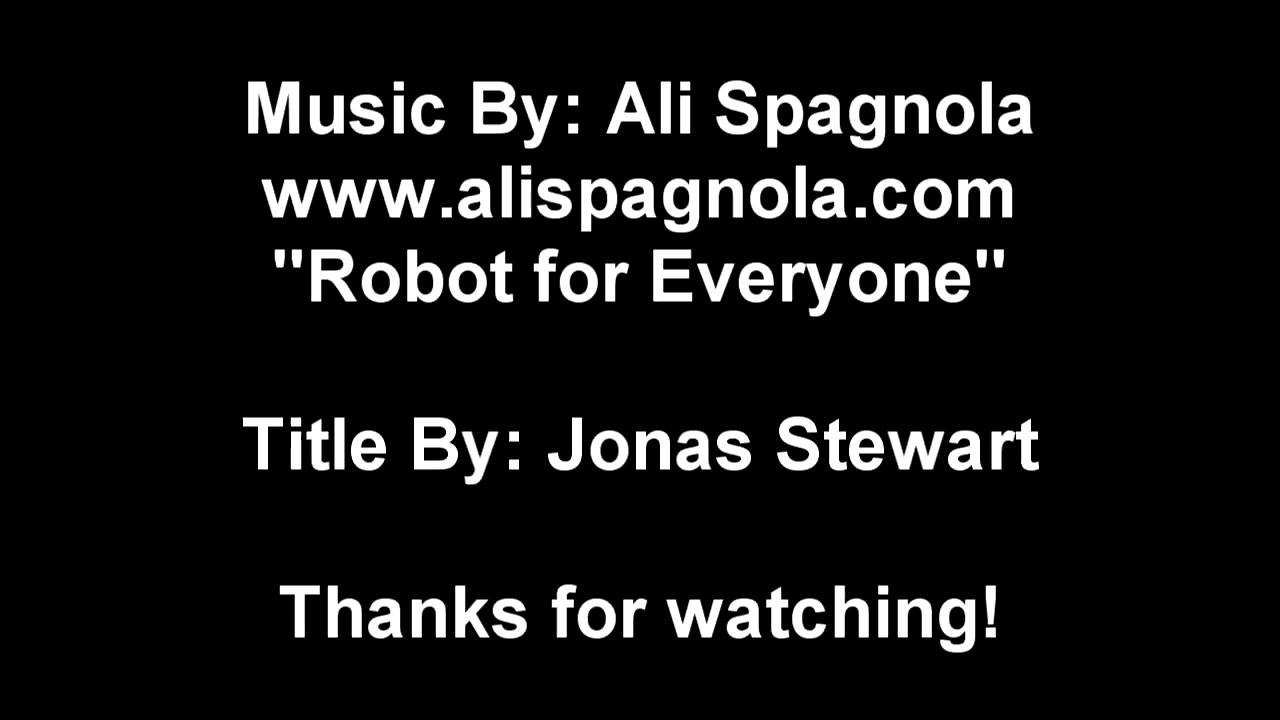 Music By: Ali Spagnola
www.alispagnola.com
"Robot for Everyone"
Title By: Jonas Stewart
Thanks for watching!